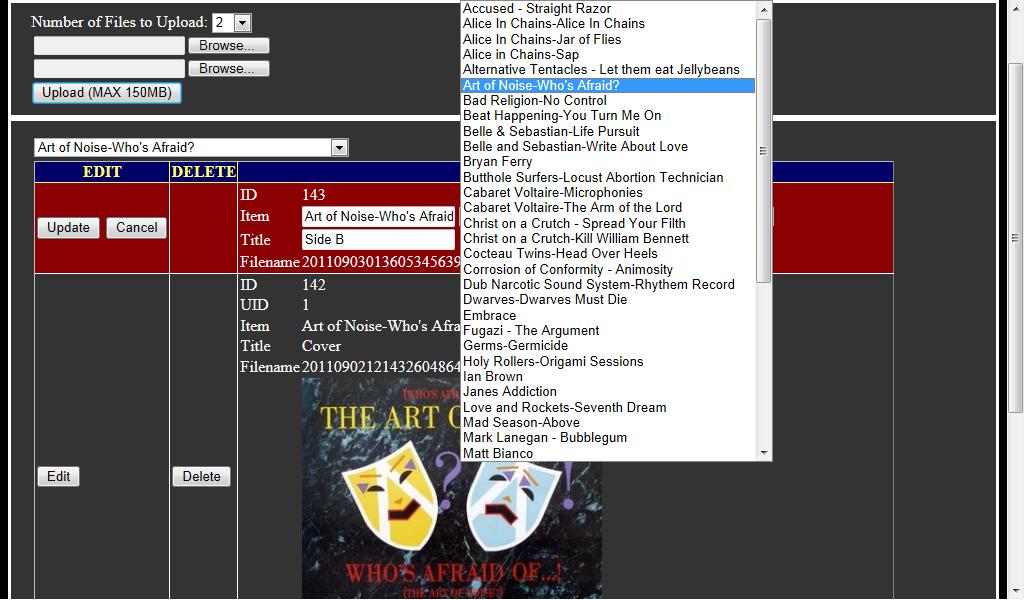 Number of Files to Upload: 2
Browse...
Browse...
Upload (MAX 150MB)
Accused - Straight Razor
Alice In Chains-Alice In Chains
Alice In Chains-Jar of Flies
Alice in Chains-Sap
Alternative Tentacles - Let them eat Jellybeans
Art of Noise-Who's Afraid?
Bad Religion-No Control
Beat Happening-You Turn Me On
Belle & Sebastian-Life Pursuit
Belle and Sebastian-Write About Love
Bryan Ferry
Butthole Surfers-Locust Abortion Technician
Cabaret Voltaire-Microphonies
Cabaret Voltaire-The Arm of the Lord
Christ on a Crutch - Spread Your Filth
Christ on a Crutch-Kill William Bennett
Cocteau Twins-Head Over Heels
Corrosion of Conformity - Animosity
Dub Narcotic Sound System-Rhythem Record
Dwarves-Dwarves Must Die
Embrace
Fugazi - The Argument
Germs-Germicide
Holy Rollers-Origami Sessions
Ian Brown
Janes Addiction
Love and Rockets-Seventh Dream
Mad Season-Above
Mark Lanegan - Bubblegum
Matt Bianco
Art of Noise-Who's Afraid?
EDIT DELETE
Update Cancel
ID 143
Item Art of Noise-Who's Afraid
Title Side B
Filename 20110903013605345639
Edit Delete
ID 142
UID 1
Item Art of Noise-Who's Afra
Title Cover
Filename 20110902121432604864
(WHO'S AFR
THE ART O
? !
WHO'S AFRAID OF...!
(THE ART OF NOISE?)